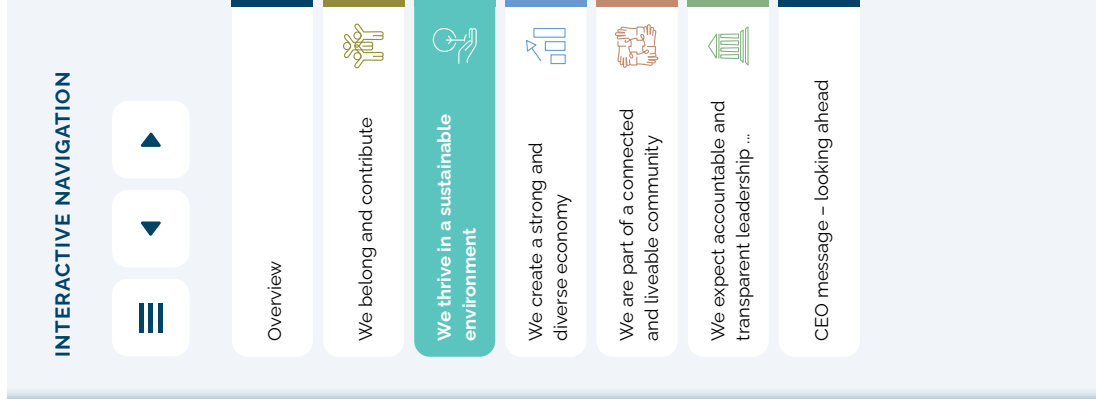 INTERACTIVE NAVIGATION
Overview
We belong and contribute
We thrive in a sustainable
environment
We create a strong and
diverse economy
We are part of a connected
and liveable community
We expect accountable and
transparent leadership ...
CEO message – looking ahead